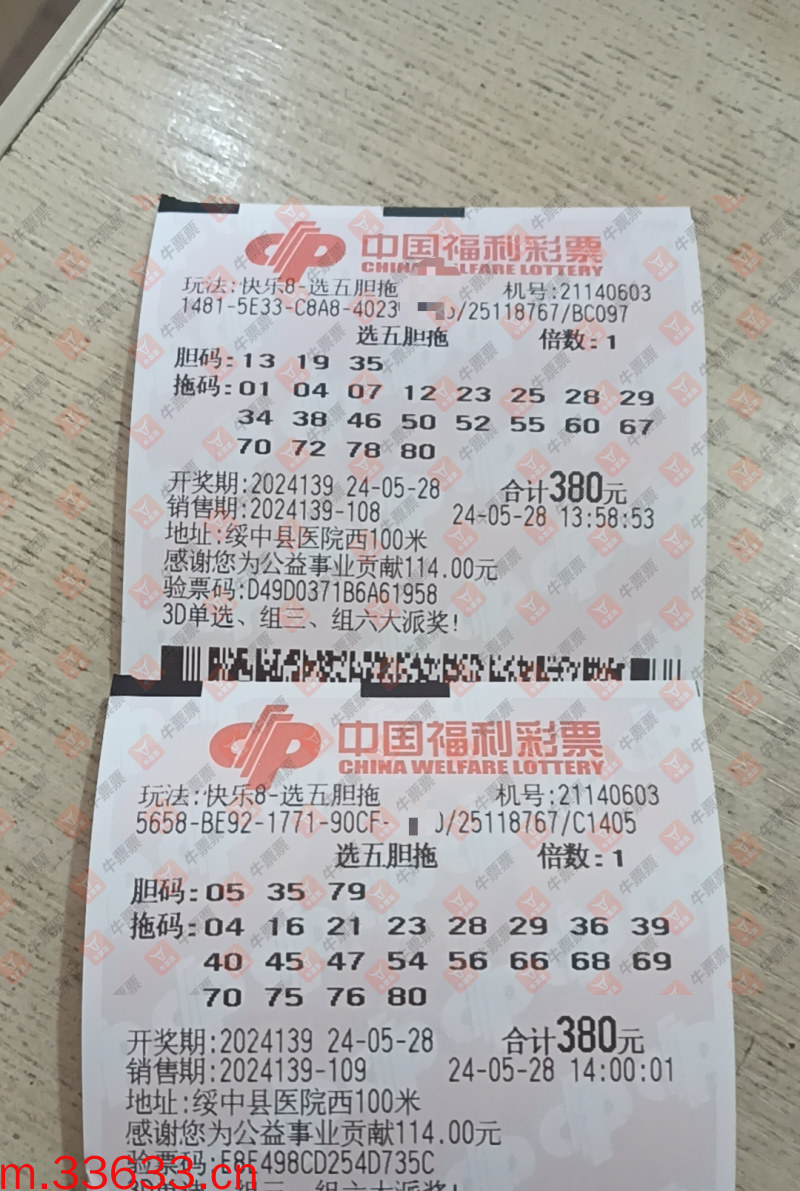 中国福利彩票
CHINA WELFARE LOTTERY
玩法:快乐8-选五胆拖 机号:21140603
1481-5E33-C8A8-4023 /25118767/BC097
选五胆拖 倍数:1
胆码:13 19 35
拖码:01 04 07 12 23 25 28 29
34 38 46 50 52 55 60 67
70 72 78 80
开奖期:2024139 24-05-28 合计380元
销售期:2024139-108 24-05-28 13:58:53
地址:绥中县医院西100米
感谢您为公益事业贡献114.00元
验票码:D49D0371B6A61958
3D单选、组三、组六大派奖!
中国福利彩票
CHINA WELFARE LOTTERY
玩法:快乐8-选五胆拖 机号:21140603
5658-BE92-1771-90CF- /25118767/C1405
选五胆拖 倍数:1
胆码:05 35 79
拖码:04 16 21 23 28 29 36 39
40 45 47 54 56 66 68 69
70 75 76 80
开奖期:2024139 24-05-28 合计380元
销售期:2024139-109 24-05-28 14:00:01
地址:绥中县医院西100米
感谢您为公益事业贡献114.00元
验票码:E8F498CD254D735C
m.33633.cn
牛票票